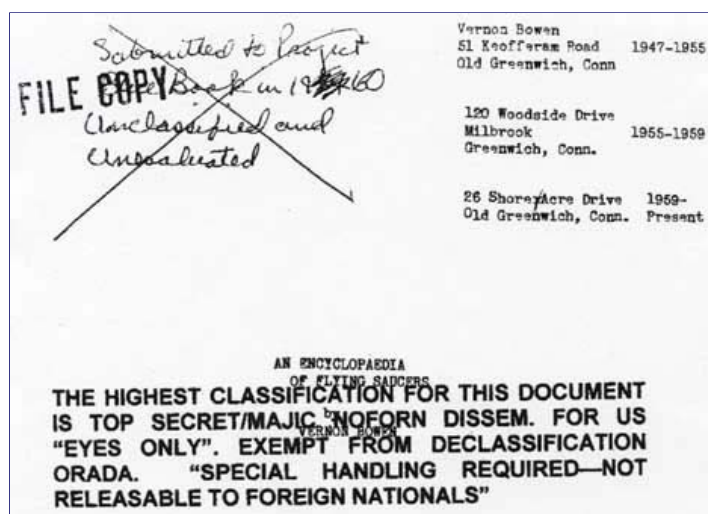 Submitted to Project
Blue Book in 1960
Unclassified and
Unevaluated
FILE COPY
Vernon Bowen
51 Keofferam Road 1947-1955
Old Greenwich, Conn
120 Woodside Drive
Milbrook 1955-1959
Greenwich, Conn.
26 Shore Acre Drive 1959-
Old Greenwich, Conn. Present
AN ENCYCLOPAEDIA
OF FLYING SAUCERS
by
VERNON BOWEN
THE HIGHEST CLASSIFICATION FOR THIS DOCUMENT
IS TOP SECRET/MAJIC NOFORN DISSEM. FOR US
“EYES ONLY”. EXEMPT FROM DECLASSIFICATION
ORADA. “SPECIAL HANDLING REQUIRED—NOT
RELEASABLE TO FOREIGN NATIONALS”